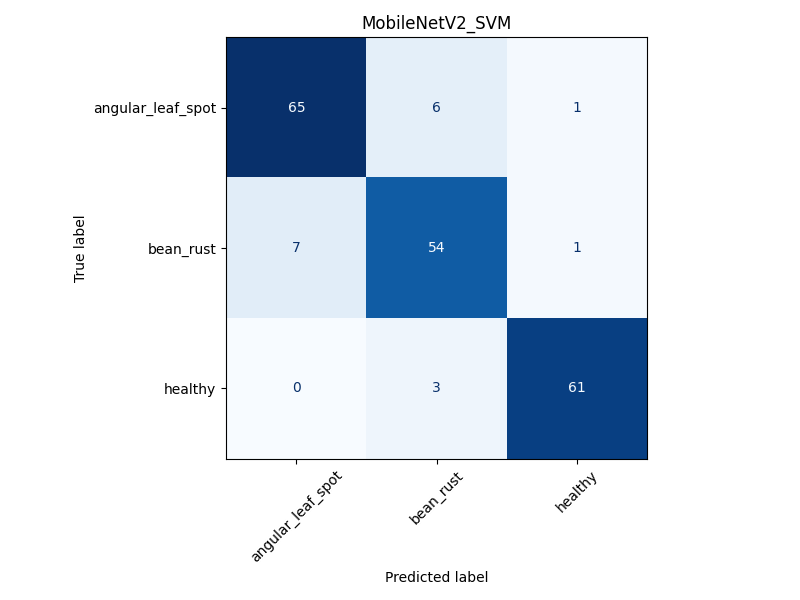 MobileNetV2_SVM
angular_leaf_spot 65 6 1
True label
bean_rust 7 54 1
healthy 0 3 61
angular_leaf_spot bean_rust healthy
Predicted label